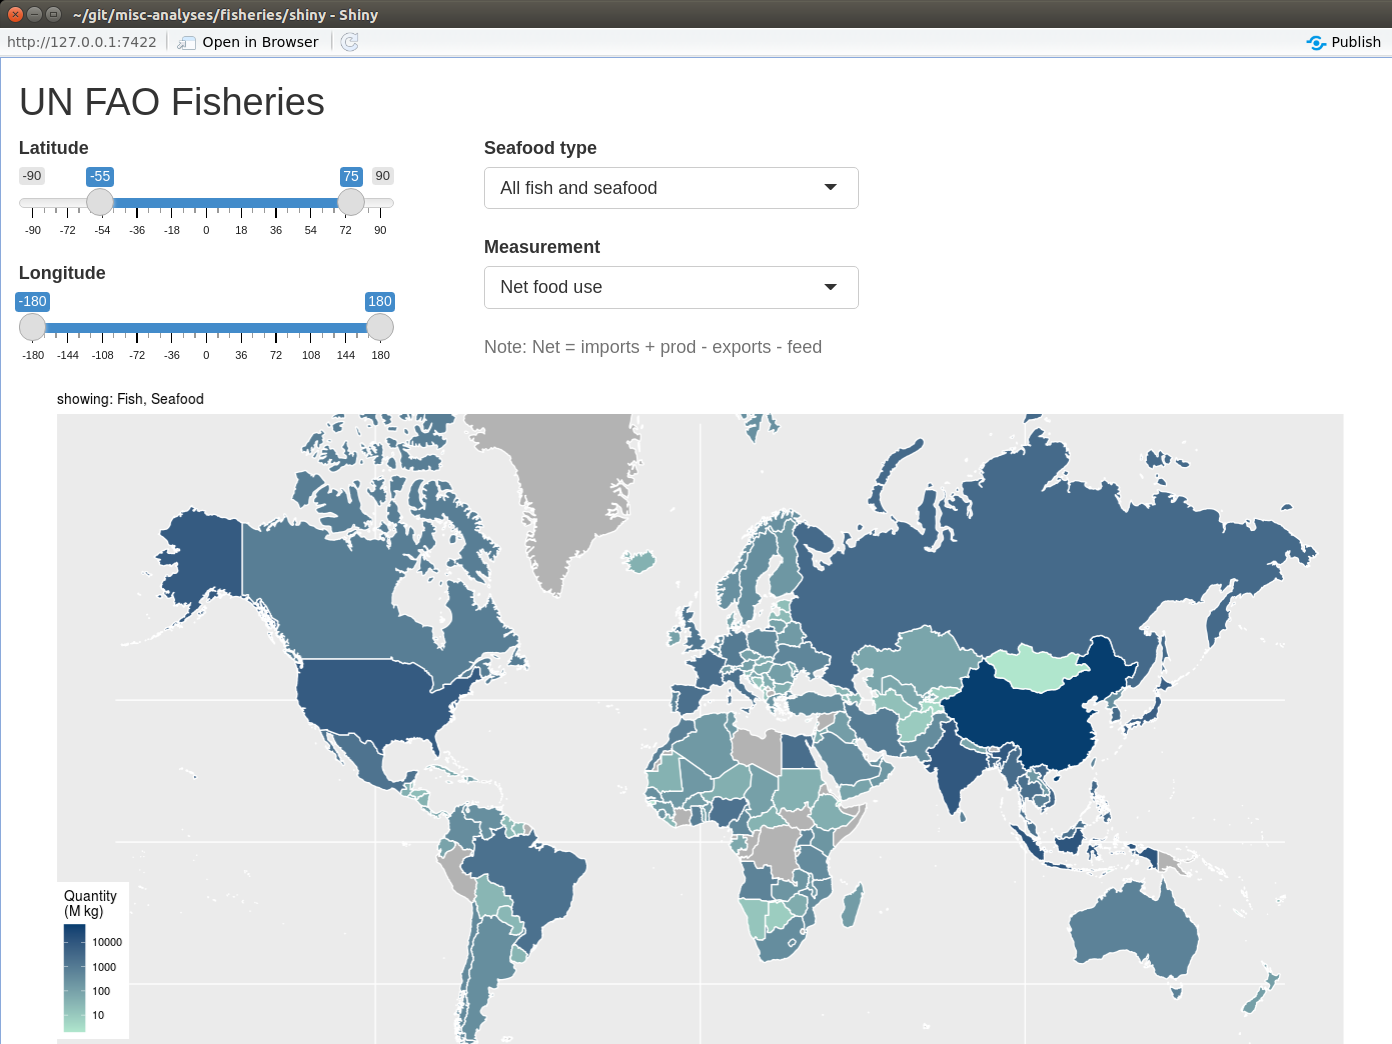 ~/git/misc-analyses/fisheries/shiny - Shiny
http://127.0.0.1:7422
Open in Browser
Publish
UN FAO Fisheries
Latitude
-90 -55 75 90
-90 -72 -54 -36 -18 0 18 36 54 72 90
Longitude
-180 180
-180 -144 -108 -72 -36 0 36 72 108 144 180
Seafood type
All fish and seafood
Measurement
Net food use
Note: Net = imports + prod - exports - feed
showing: Fish, Seafood
Quantity
(M kg)
10000
1000
100
10